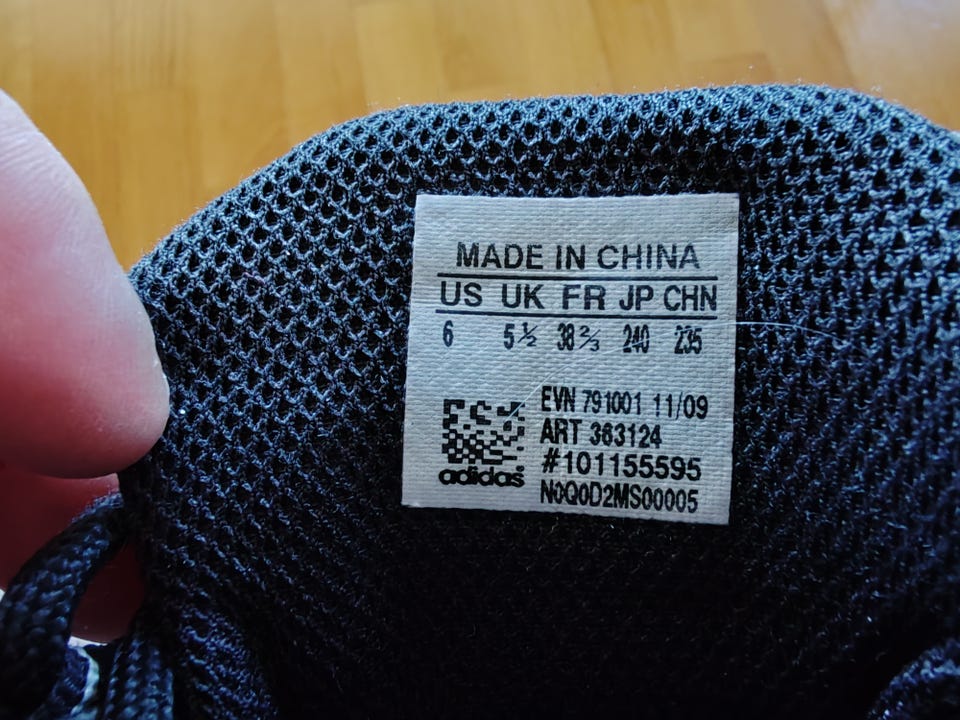 MADE IN CHINA
US UK FR JP CHN
6 5½ 38⅔ 240 235
EVN 791001 11/09
ART 363124
#101155595
adidas
N0Q0D2MS00005